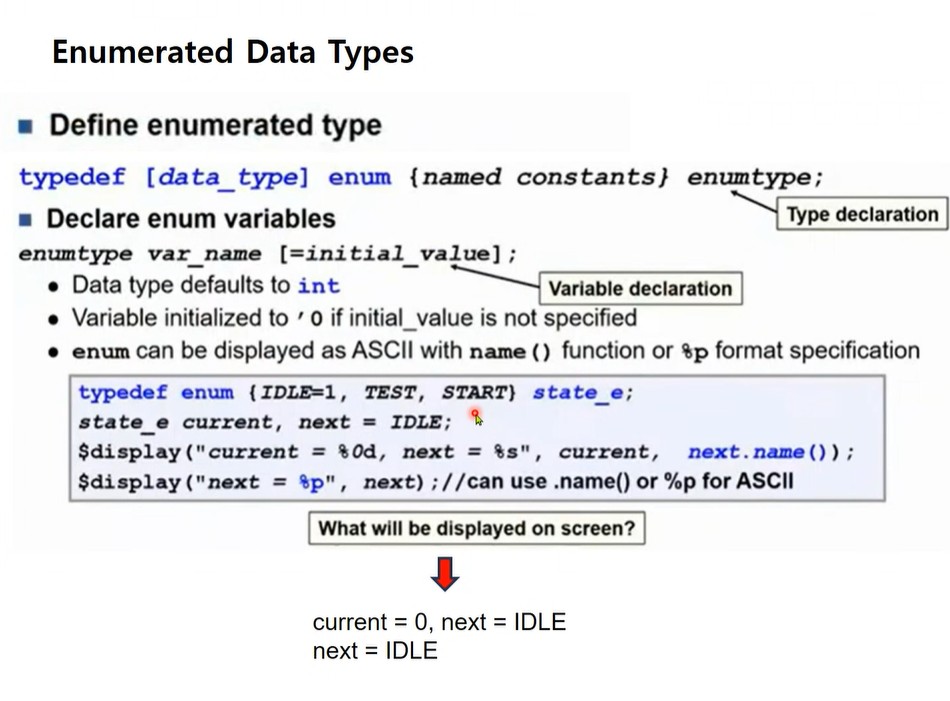 Enumerated Data Types
Define enumerated type
typedef [data_type] enum {named constants} enumtype;
Type declaration
Declare enum variables
enumtype var_name [=initial_value];
Variable declaration
• Data type defaults to int
• Variable initialized to '0 if initial_value is not specified
• enum can be displayed as ASCII with name() function or %p format specification
typedef enum {IDLE=1, TEST, START} state_e;
state_e current, next = IDLE;
$display("current = %0d, next = %s", current, next.name());
$display("next = %p", next);//can use .name() or %p for ASCII
What will be displayed on screen?
current = 0, next = IDLE
next = IDLE